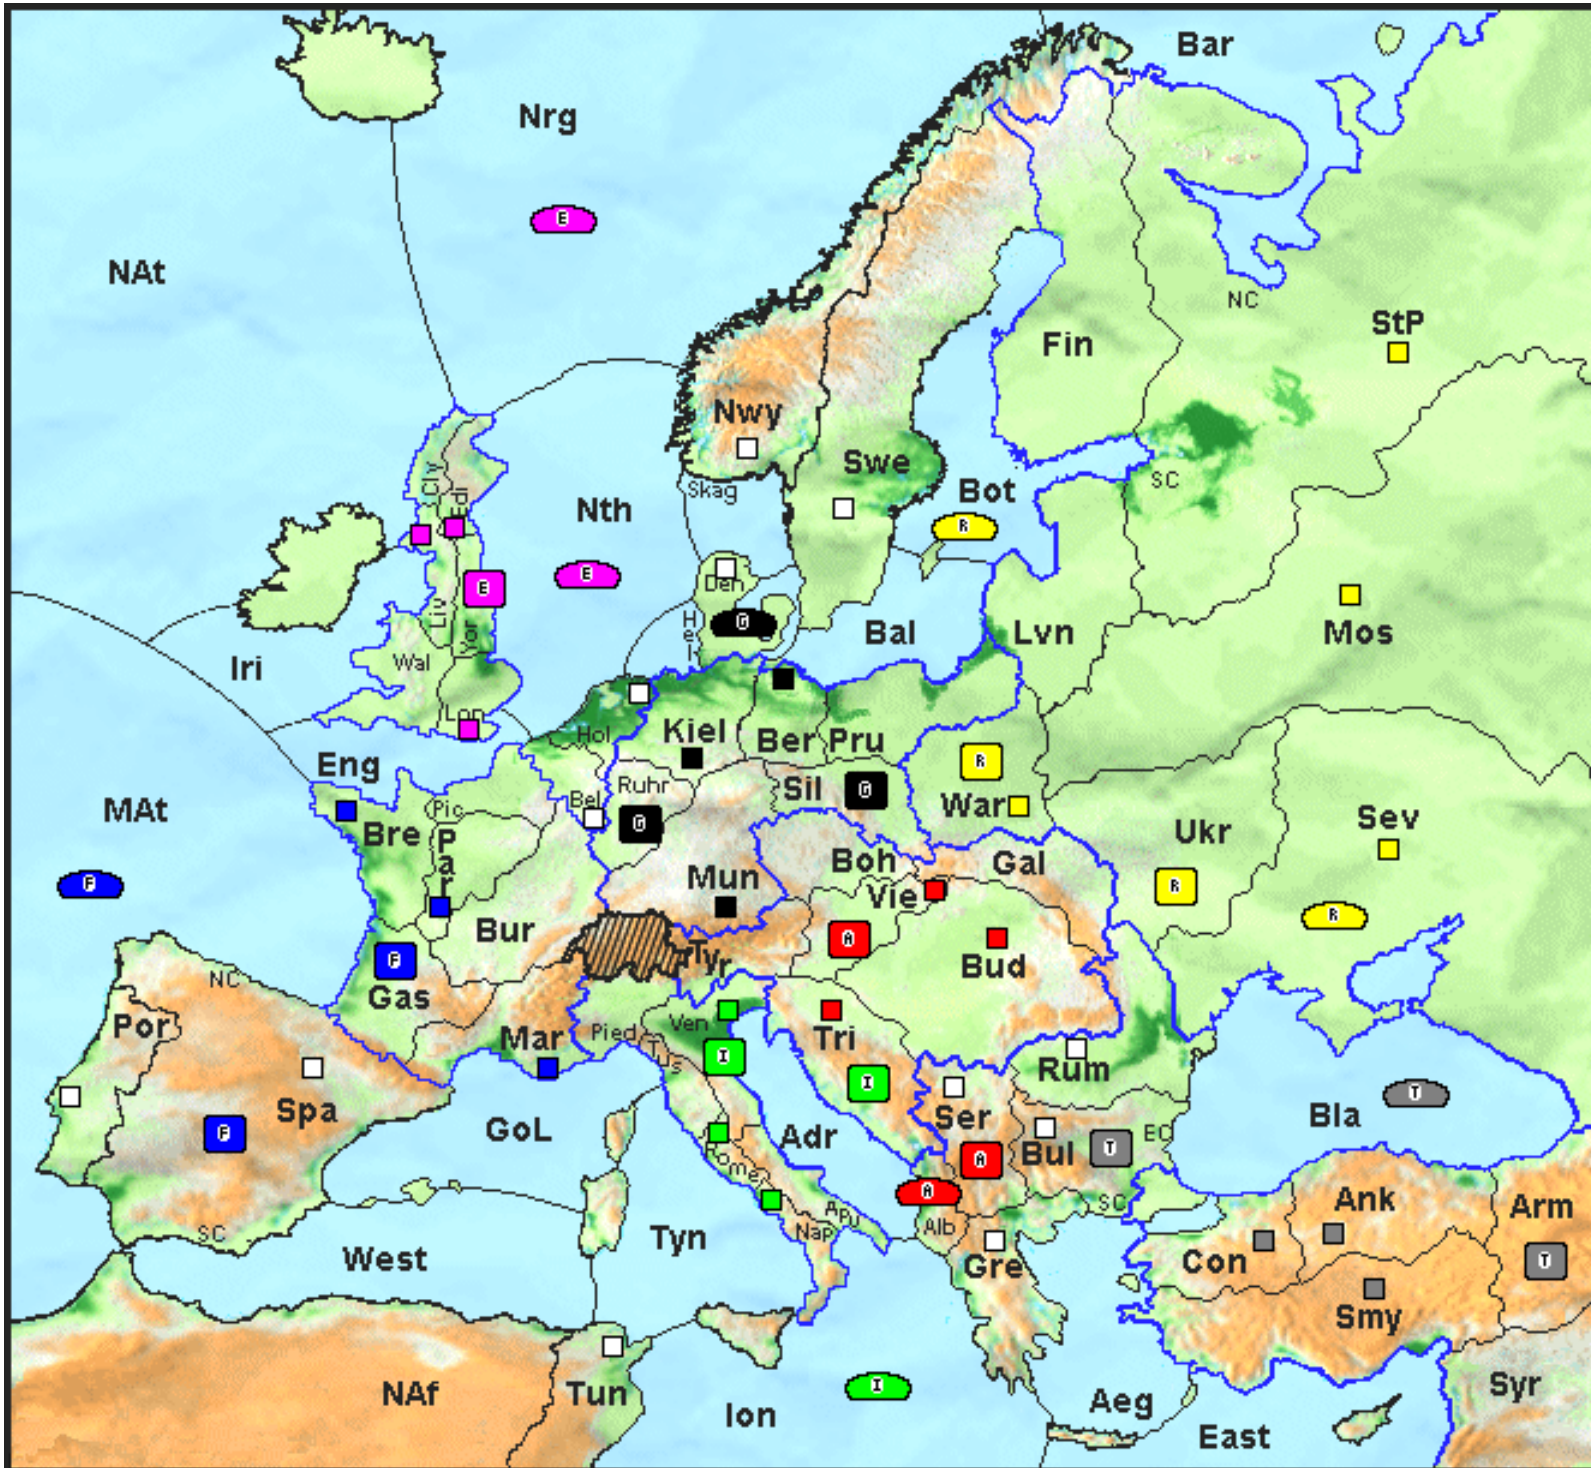 Bar
Nrg
E
NAt
NC
StP
Fin
Nwy
Swe
Cly
Edi
Skag
Nth
Bot
SC
R
E
Den
E
Hel
G
Liv
Yor
Bal
Lvn
Mos
Iri
Wal
Lon
Hol
Kiel
Ber
Pru
Eng
R
Ruhr
Sil
G
War
MAt
Pic
Bel
G
Bre
Par
Ukr
Sev
Boh
Gal
F
Mun
Vie
R
R
Bur
A
Tyr
Bud
F
NC
Gas
Por
Mar
Pied
Ven
Tri
Tus
I
I
Rum
Spa
Ser
T
Bla
F
GoL
Adr
Bul
T
EC
Rome
A
A
Ank
SC
Arm
SC
Apu
Nap
Alb
West
Tyn
Gre
Con
T
Smy
I
NAf
Tun
Ion
Aeg
Syr
East